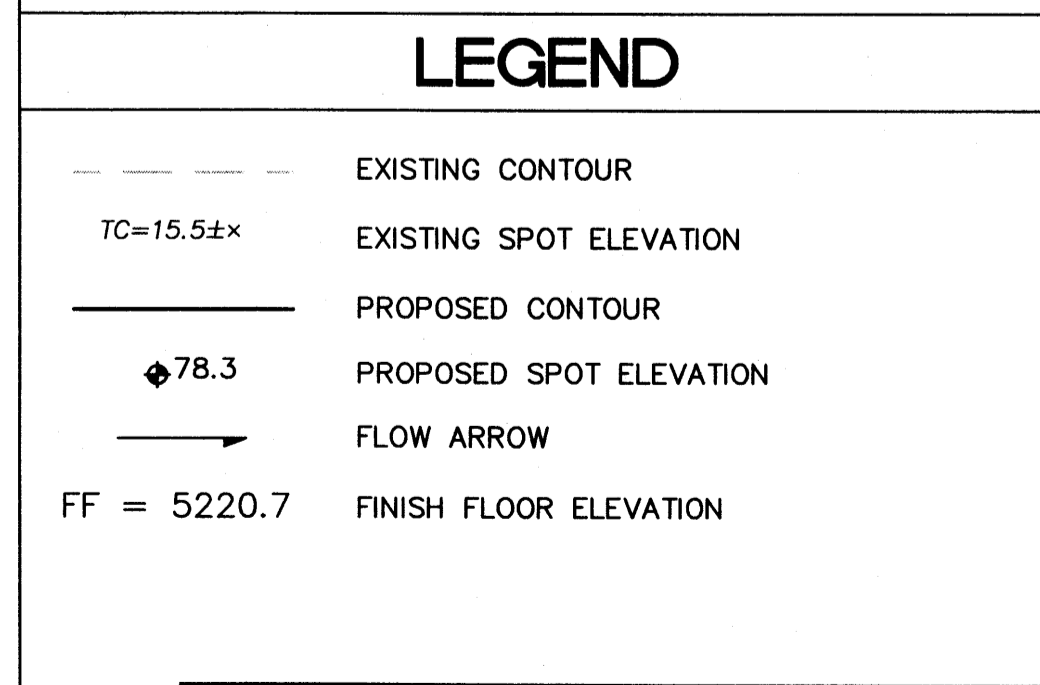 LEGEND
EXISTING CONTOUR
TC=15.5±× EXISTING SPOT ELEVATION
PROPOSED CONTOUR
78.3 PROPOSED SPOT ELEVATION
FLOW ARROW
FF = 5220.7 FINISH FLOOR ELEVATION